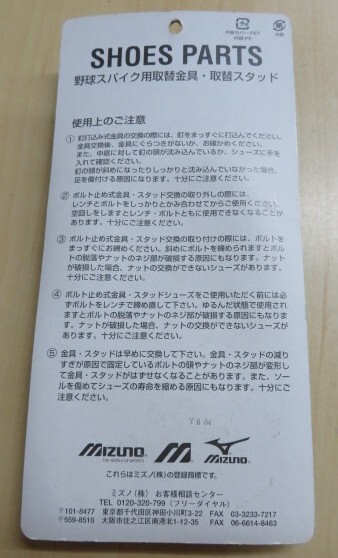 外装カバー:PET
内装:PE
台紙
SHOES PARTS
野球スパイク用取替金具・取替スタッド
使用上のご注意
① 釘打込み式金具の交換の際には、釘をまっすぐに打込んでください。
金具交換後、金具にぐらつきがないか、お確かめください。
また、中底に対して釘の頭が沈み込んでいるか、シューズに手を
入れて確認ください。
釘の頭が斜めになったりしっかりと沈み込んでいなかった場合、
足を傷付ける原因になります。十分にご注意ください。
② ボルト止め式金具・スタッド交換の取り外しの際には、
レンチとボルトをしっかりとかみ合わせてからご使用ください。
空回しをしますとレンチ・ボルトともに使用できなくなることが
あります。十分にご注意ください。
③ ボルト止め式金具・スタッド交換の取り付けの際には、ボルトを
まっすぐにお締めください。斜めにボルトを締められますとボルト
の脱落やナットのネジ部が破損する原因にもなります。ナットが
破損した場合、ナットの交換ができないシューズがあります。
十分にご注意ください。
④ ボルト止め式金具・スタッドシューズをご使用いただく前には必
ずボルトをレンチで締め直して下さい。ゆるんだ状態で使用され
ますとボルトの脱落やナットのネジ部が破損する原因にもなりま
す。ナットが破損した場合、ナットの交換ができないシューズが
あります。十分にご注意ください。
⑤ 金具・スタッドは早めに交換して下さい。金具・スタッドの減り
すぎが原因で固定しているボルトの頭やナットのネジ部が変形し
て金具・スタッドがはずせなくなることがあります。また、ソー
ルを傷めてシューズの寿命を縮める原因にもなります。十分にご
注意ください。
Y604
MIZUNO
THE WORLD OF SPORTS
M
MIZUNO
これらはミズノ(株)の登録商標です。
ミズノ(株) お客様相談センター
TEL 0120-320-799(フリーダイヤル)
〒101-8477 東京都千代田区神田小川町3-22 FAX 03-3233-7217
〒559-8510 大阪市住之江区南港北1-12-35 FAX 06-6614-8463